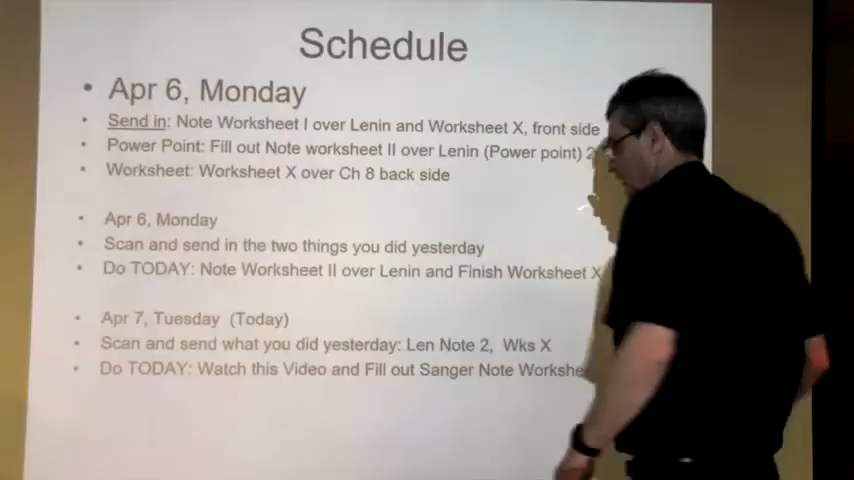 Schedule
• Apr 6, Monday
• Send in: Note Worksheet I over Lenin and Worksheet X, front side
• Power Point: Fill out Note worksheet II over Lenin (Power point) 2
• Worksheet: Worksheet X over Ch 8 back side
• Apr 6, Monday
• Scan and send in the two things you did yesterday
• Do TODAY: Note Worksheet II over Lenin and Finish Worksheet X
• Apr 7, Tuesday (Today)
• Scan and send what you did yesterday: Len Note 2, Wks X
• Do TODAY: Watch this Video and Fill out Sanger Note Workshe